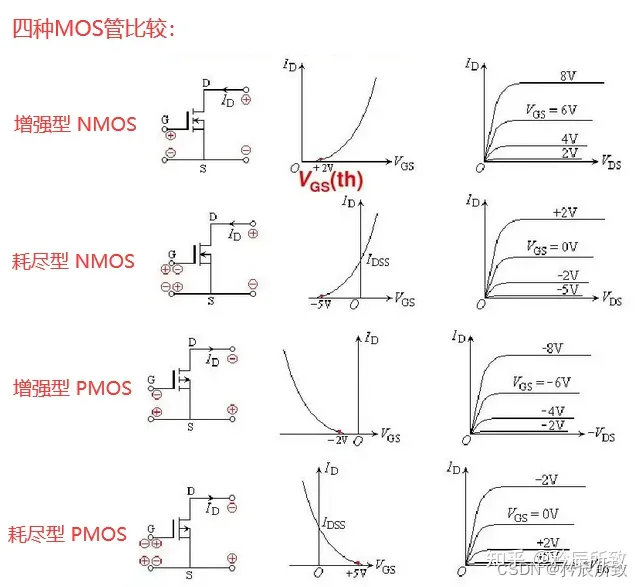 四种MOS管比较:
增强型 NMOS
D
I_D
G
S
I_D
O
+2V
V_GS
V_GS(th)
I_D
8V
V_GS=6V
4V
2V
O
V_DS
耗尽型 NMOS
D
I_D
G
S
I_D
I_DSS
-5V
O
V_GS
I_D
+2V
V_GS=0V
-2V
-5V
O
V_DS
增强型 PMOS
D
I_D
G
S
I_D
-2V
O
V_GS
I_D
-8V
V_GS=-6V
-4V
-2V
O
-V_DS
耗尽型 PMOS
D
I_D
G
S
I_D
I_DSS
O
+5V
V_GS
I_D
-2V
V_GS=0V
+2V
O
知乎
CSDN